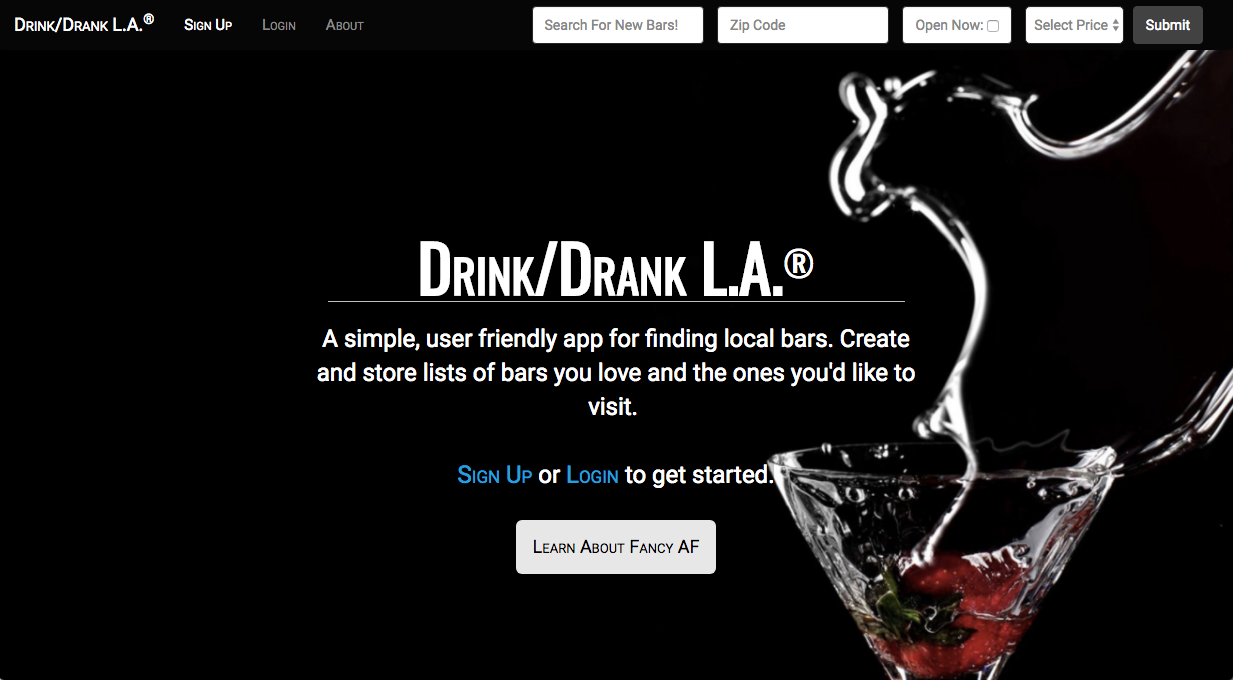 Drink/Drank L.A.® Sign Up Login About Search For New Bars! Zip Code Open Now: Select Price Submit
Drink/Drank L.A.®
A simple, user friendly app for finding local bars. Create
and store lists of bars you love and the ones you'd like to
visit.
Sign Up or Login to get started.
Learn About Fancy AF